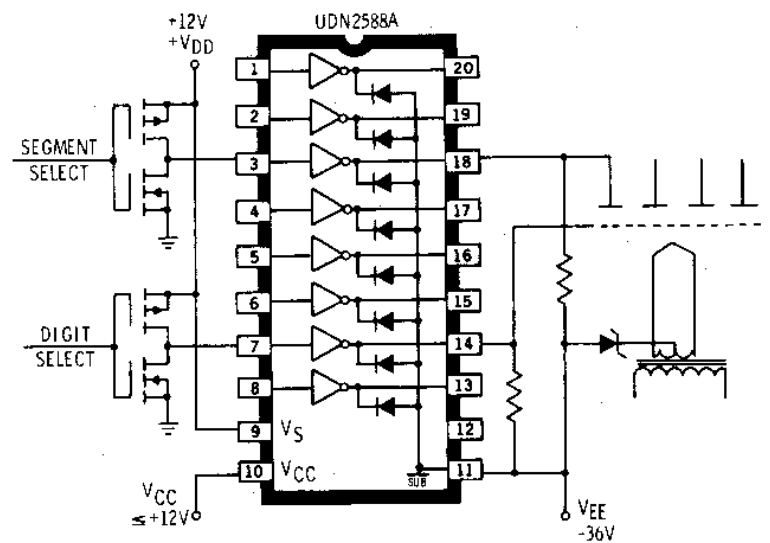 +12V
+VDD
UDN2588A
1
20
2
19
SEGMENT
SELECT
3
18
4
17
5
16
6
15
DIGIT
SELECT
7
14
8
13
9
VS
12
10
VCC
SUB
11
VCC
≤ +12V
VEE
-36V